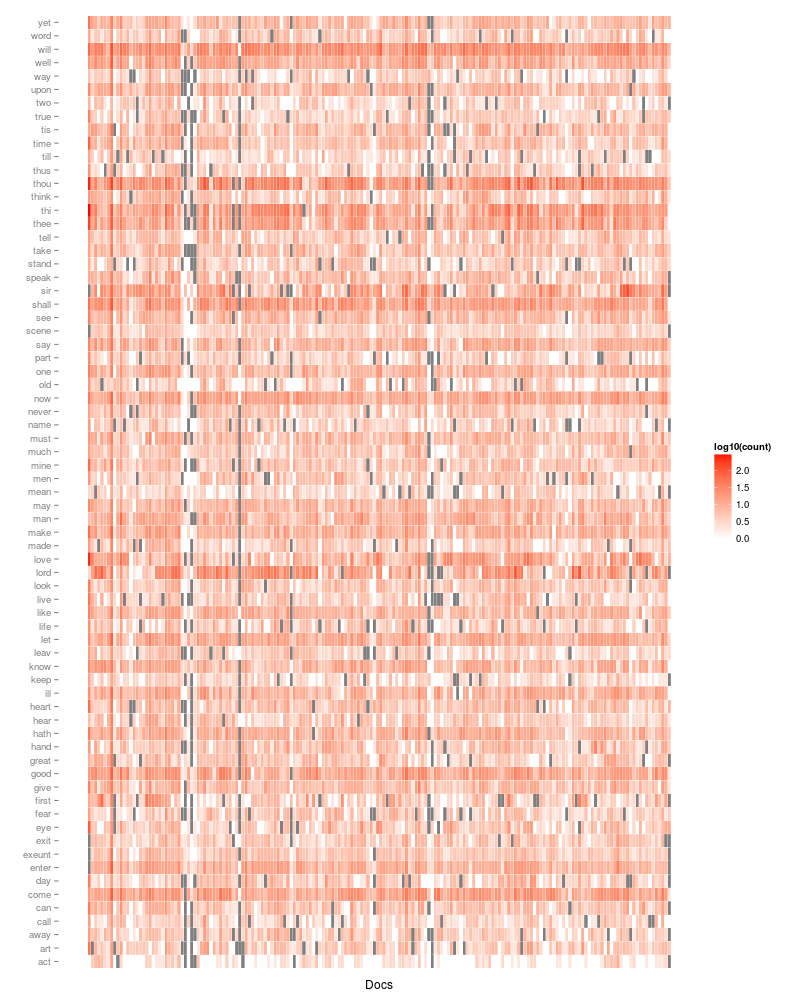 yet
word
will
well
way
upon
two
true
tis
time
till
thus
thou
think
thi
thee
tell
take
stand
speak
sir
shall
see
scene
say
part
one
old
now
never
name
must
much
mine
men
mean
may
man
make
made
love
lord
look
live
like
life
let
leav
know
keep
ill
heart
hear
hath
hand
great
good
give
first
fear
eye
exit
exeunt
enter
day
come
can
call
away
art
act
Docs
log10(count)
2.0
1.5
1.0
0.5
0.0